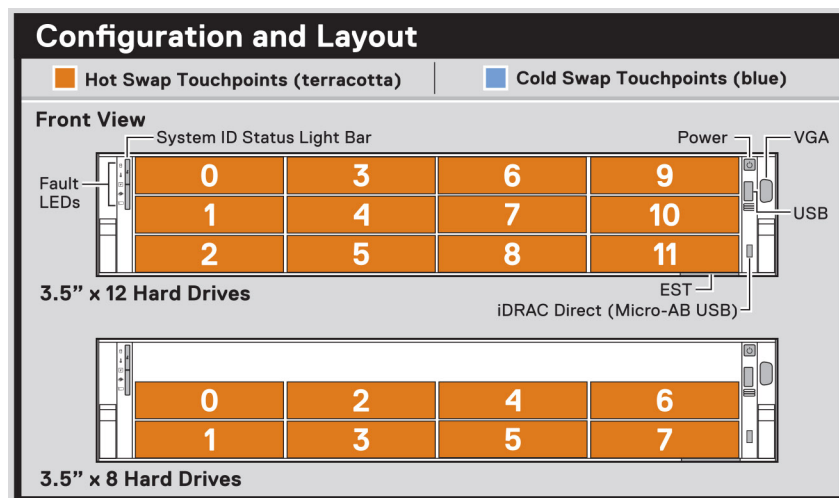 Configuration and Layout
Hot Swap Touchpoints (terracotta)
Cold Swap Touchpoints (blue)
Front View
System ID Status Light Bar
Power
VGA
Fault
LEDs
0 3 6 9
1 4 7 10
2 5 8 11
USB
3.5” x 12 Hard Drives
EST
iDRAC Direct (Micro-AB USB)
0 2 4 6
1 3 5 7
3.5” x 8 Hard Drives